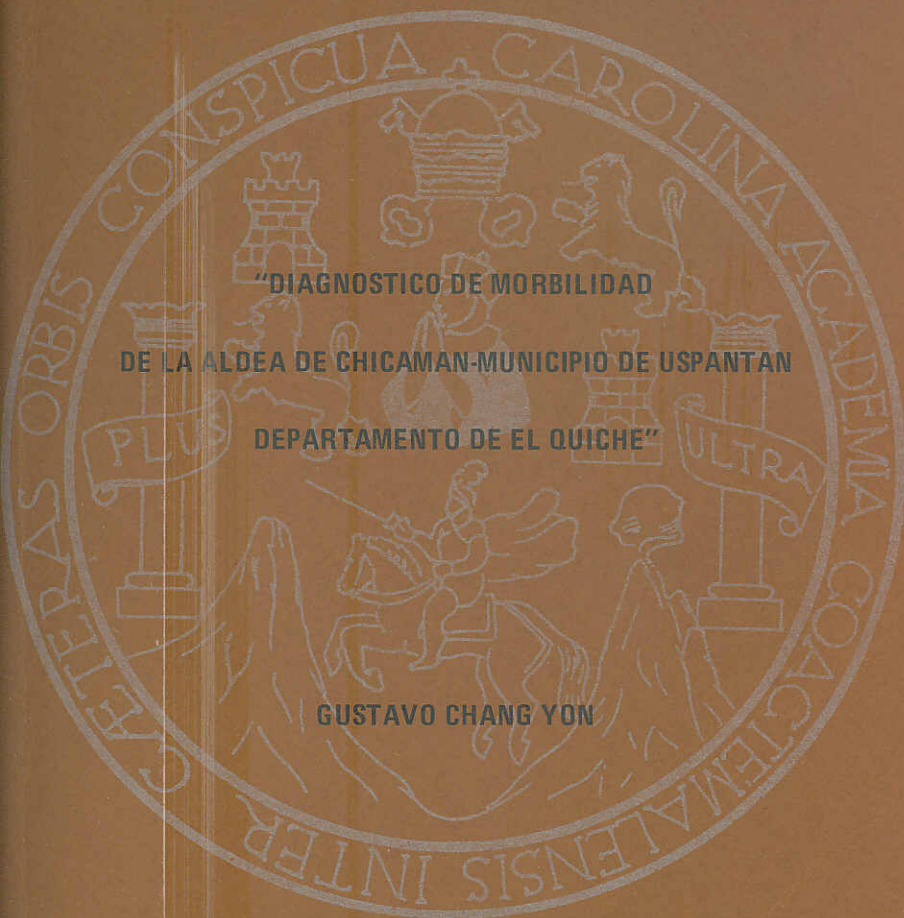 CÆTERAS ORBIS CONSPICUA CAROLINA ACADEMIA COACTEMALENSIS INTER
"DIAGNOSTICO DE MORBILIDAD
DE LA ALDEA DE CHICAMAN-MUNICIPIO DE USPANTAN
PLUS
DEPARTAMENTO DE EL QUICHE"
ULTRA
GUSTAVO CHANG YON